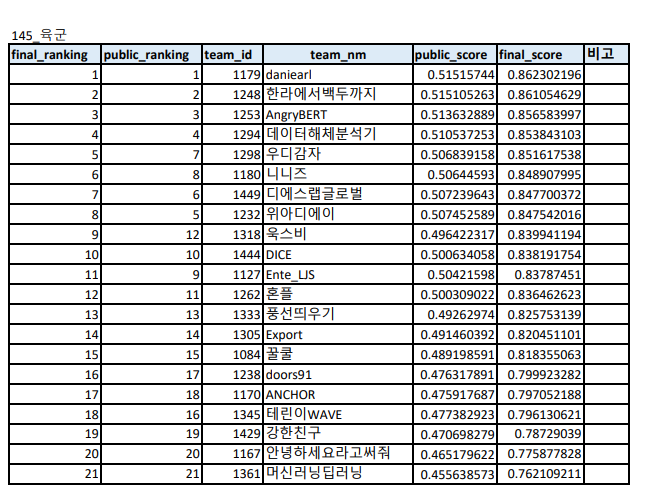 145_육군
final_ranking public_ranking team_id team_nm public_score final_score 비고
1 1 1179 daniearl 0.51515744 0.862302196
2 2 1248 한라에서백두까지 0.515105263 0.861054629
3 3 1253 AngryBERT 0.513632889 0.856583997
4 4 1294 데이터해체분석기 0.510537253 0.853843103
5 7 1298 우디감자 0.506839158 0.851617538
6 8 1180 니니즈 0.50644593 0.848907995
7 6 1449 디에스랩글로벌 0.507239643 0.847700372
8 5 1232 위아디에이 0.507452589 0.847542016
9 12 1318 욱스비 0.496422317 0.839941194
10 10 1444 DICE 0.500634058 0.838191754
11 9 1127 Ente_LJS 0.50421598 0.83787451
12 11 1262 혼플 0.500309022 0.836462623
13 13 1333 풍선띄우기 0.49262974 0.825753139
14 14 1305 Export 0.491460392 0.820451101
15 15 1084 꿀쿨 0.489198591 0.818355063
16 17 1238 doors91 0.476317891 0.799923282
17 18 1170 ANCHOR 0.475917687 0.797052188
18 16 1345 테린이WAVE 0.477382923 0.796130621
19 19 1429 강한친구 0.470698279 0.78729039
20 20 1167 안녕하세요라고써줘 0.465179622 0.775877828
21 21 1361 머신러닝딥러닝 0.455638573 0.762109211